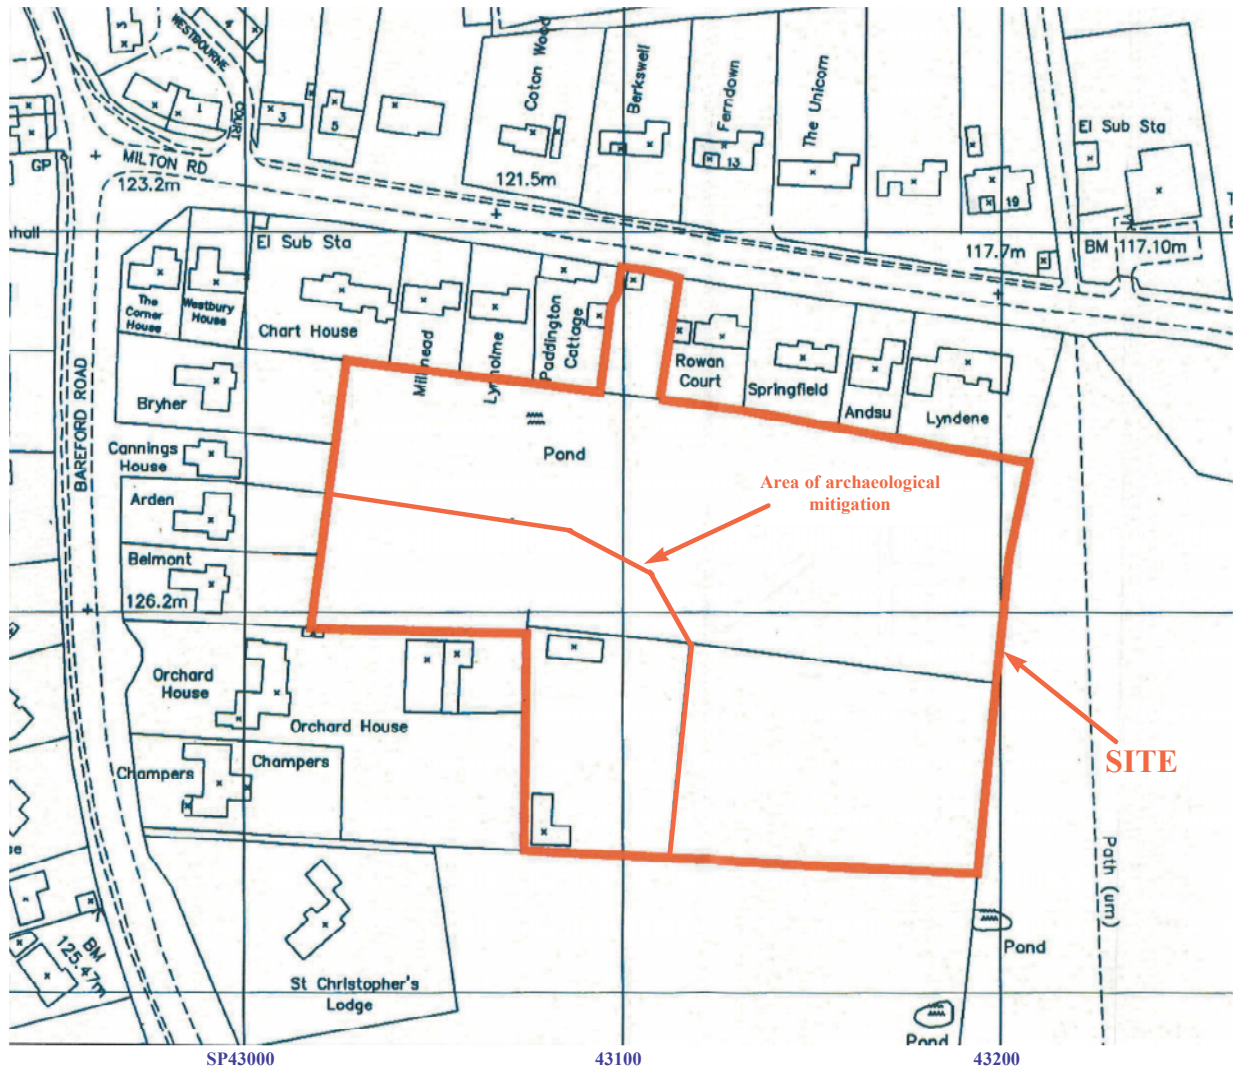 3
WESTBOURNE
COURT
4
1
3
5
Coton Wood
Berkswell
Ferndown
13
The Unicorn
19
El Sub Sta
GP
MILTON RD
123.2m
121.5m
117.7m
BM 117.10m
El Sub Sta
The
Corner
House
Westbury
House
Chart House
Millmead
Lynholme
Paddington
Cottage
Rowan
Court
Springfield
Andsu
Lyndene
BAREFORD ROAD
Bryher
Cannings
House
Arden
Belmont
126.2m
Pond
Area of archaeological
mitigation
Orchard
House
Orchard House
Champers
Champers
SITE
Path (um)
BM
125.47m
St Christopher's
Lodge
Pond
Pond
SP43000
43100
43200